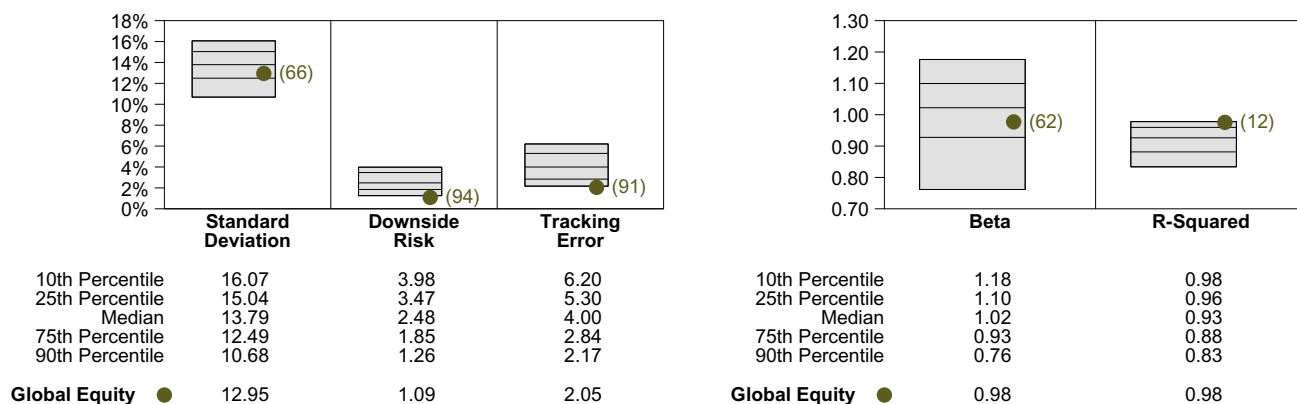 18%
16%
14%
12%
10%
8%
6%
4%
2%
0%
(66)
(94)
(91)
Standard Deviation
Downside Risk
Tracking Error
10th Percentile 16.07 3.98 6.20
25th Percentile 15.04 3.47 5.30
Median 13.79 2.48 4.00
75th Percentile 12.49 1.85 2.84
90th Percentile 10.68 1.26 2.17
Global Equity 12.95 1.09 2.05
1.30
1.20
1.10
1.00
0.90
0.80
0.70
(62)
(12)
Beta
R-Squared
10th Percentile 1.18 0.98
25th Percentile 1.10 0.96
Median 1.02 0.93
75th Percentile 0.93 0.88
90th Percentile 0.76 0.83
Global Equity 0.98 0.98